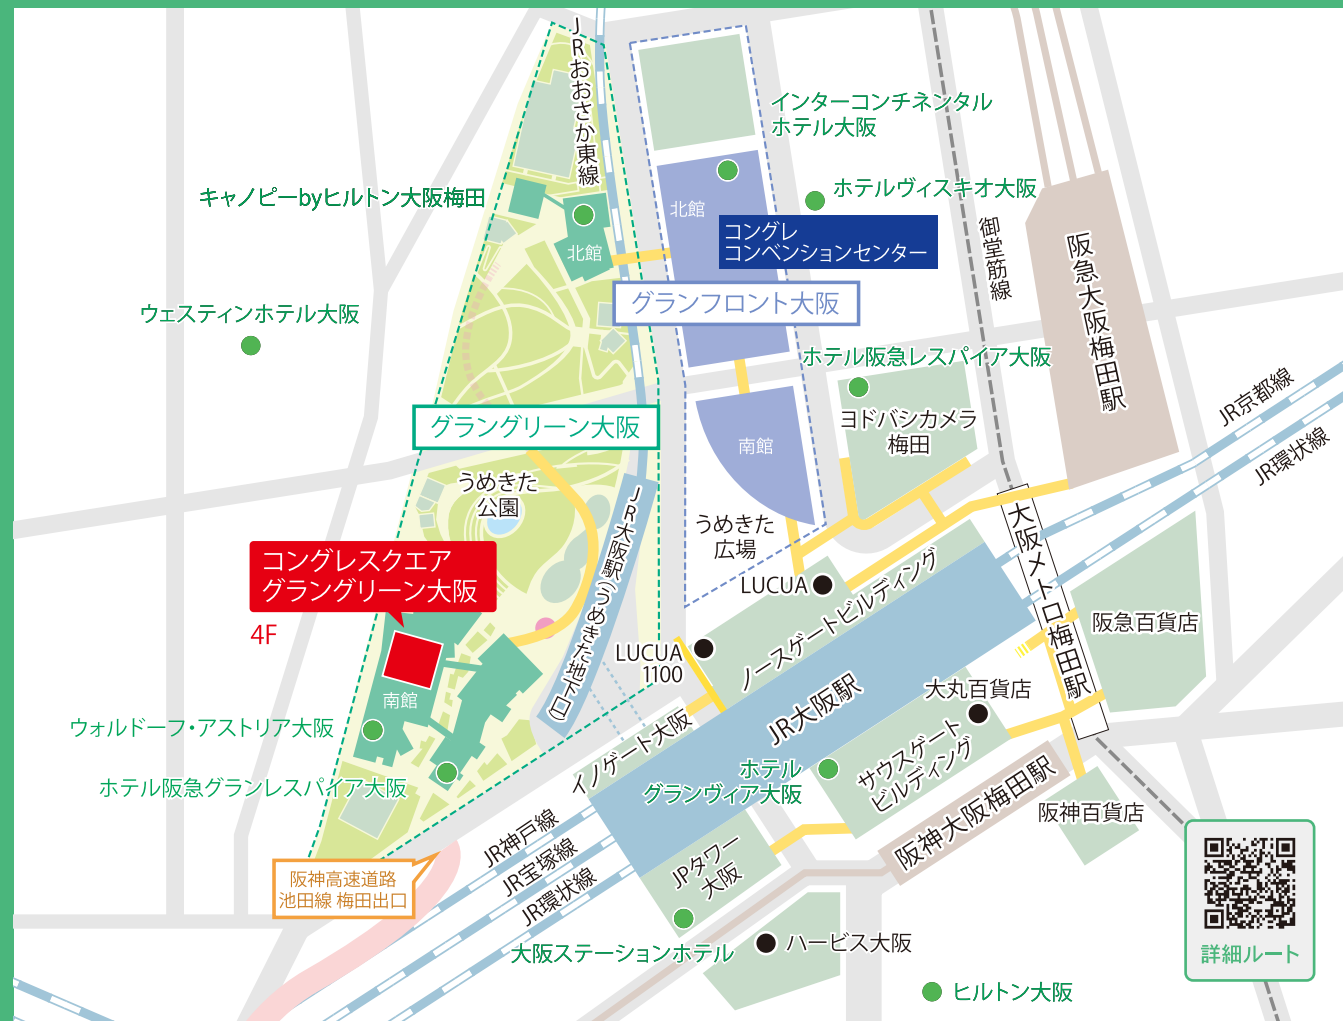 JRおおさか東線
インターコンチネンタル
ホテル大阪
キャノピーbyヒルトン大阪梅田
ホテルヴィスキオ大阪
北館
北館
コングレ
コンベンションセンター
御堂筋線
阪急大阪梅田駅
グランフロント大阪
ウェスティンホテル大阪
ホテル阪急レスパイア大阪
JR京都線
JR環状線
グラングリーン大阪
ヨドバシカメラ
梅田
南館
うめきた
公園
うめきた
広場
JR大阪駅(うめきた地下口)
大阪メトロ梅田駅
コングレスクエア
グラングリーン大阪
4F
LUCUA
ノースゲートビルディング
阪急百貨店
LUCUA
1100
南館
大丸百貨店
JR大阪駅
ウォルドーフ・アストリア大阪
イノゲート大阪
サウスゲート
ビルディング
ホテル
グランヴィア大阪
ホテル阪急グランレスパイア大阪
阪神大阪梅田駅
阪神百貨店
JR神戸線
JR宝塚線
JR環状線
JPタワー
大阪
阪神高速道路
池田線 梅田出口
大阪ステーションホテル
ハービス大阪
ヒルトン大阪
詳細ルート